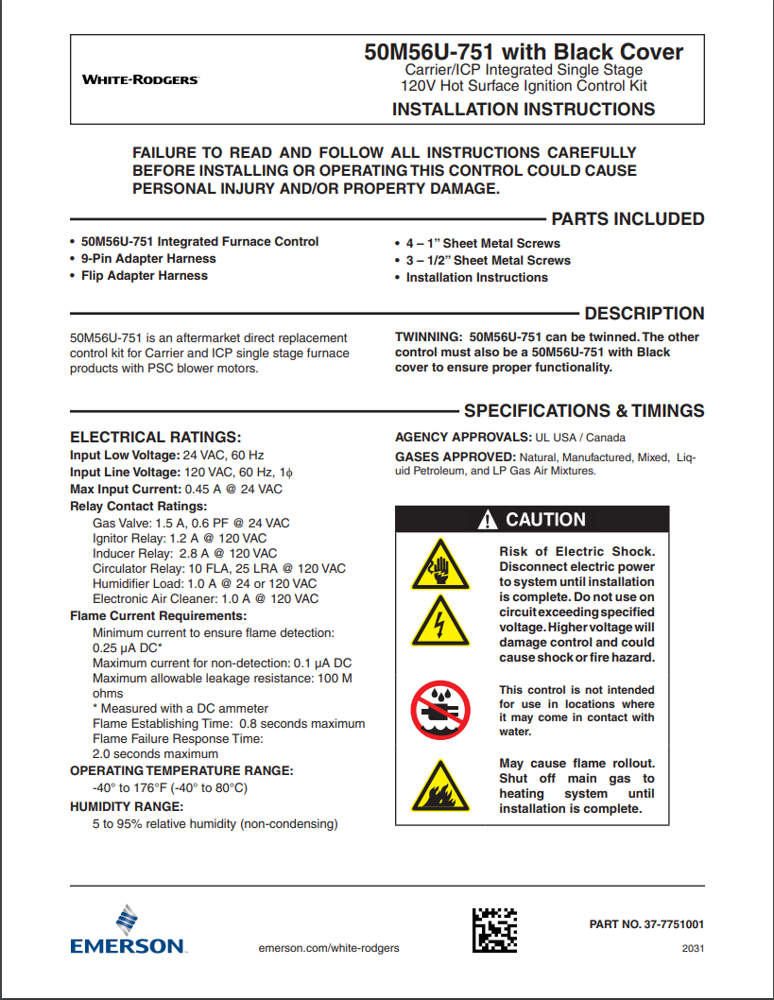 WHITE-RODGERS
50M56U-751 with Black Cover
Carrier/ICP Integrated Single Stage
120V Hot Surface Ignition Control Kit
INSTALLATION INSTRUCTIONS
FAILURE TO READ AND FOLLOW ALL INSTRUCTIONS CAREFULLY
BEFORE INSTALLING OR OPERATING THIS CONTROL COULD CAUSE
PERSONAL INJURY AND/OR PROPERTY DAMAGE.
PARTS INCLUDED
• 50M56U-751 Integrated Furnace Control
• 9-Pin Adapter Harness
• Flip Adapter Harness
• 4 – 1” Sheet Metal Screws
• 3 – 1/2” Sheet Metal Screws
• Installation Instructions
DESCRIPTION
50M56U-751 is an aftermarket direct replacement
control kit for Carrier and ICP single stage furnace
products with PSC blower motors.
TWINNING: 50M56U-751 can be twinned. The other
control must also be a 50M56U-751 with Black
cover to ensure proper functionality.
SPECIFICATIONS & TIMINGS
ELECTRICAL RATINGS:
Input Low Voltage: 24 VAC, 60 Hz
Input Line Voltage: 120 VAC, 60 Hz, 1ϕ
Max Input Current: 0.45 A @ 24 VAC
Relay Contact Ratings:
Gas Valve: 1.5 A, 0.6 PF @ 24 VAC
Ignitor Relay: 1.2 A @ 120 VAC
Inducer Relay: 2.8 A @ 120 VAC
Circulator Relay: 10 FLA, 25 LRA @ 120 VAC
Humidifier Load: 1.0 A @ 24 or 120 VAC
Electronic Air Cleaner: 1.0 A @ 120 VAC
Flame Current Requirements:
Minimum current to ensure flame detection:
0.25 µA DC*
Maximum current for non-detection: 0.1 µA DC
Maximum allowable leakage resistance: 100 M
ohms
* Measured with a DC ammeter
Flame Establishing Time: 0.8 seconds maximum
Flame Failure Response Time:
2.0 seconds maximum
OPERATING TEMPERATURE RANGE:
-40° to 176°F (-40° to 80°C)
HUMIDITY RANGE:
5 to 95% relative humidity (non-condensing)
AGENCY APPROVALS: UL USA / Canada
GASES APPROVED: Natural, Manufactured, Mixed, Liq-
uid Petroleum, and LP Gas Air Mixtures.
CAUTION
Risk of Electric Shock.
Disconnect electric power
to system until installation
is complete. Do not use on
circuit exceeding specified
voltage. Higher voltage will
damage control and could
cause shock or fire hazard.
This control is not intended
for use in locations where
it may come in contact with
water.
May cause flame rollout.
Shut off main gas to
heating system until
installation is complete.
EMERSON
emerson.com/white-rodgers
PART NO. 37-7751001
2031